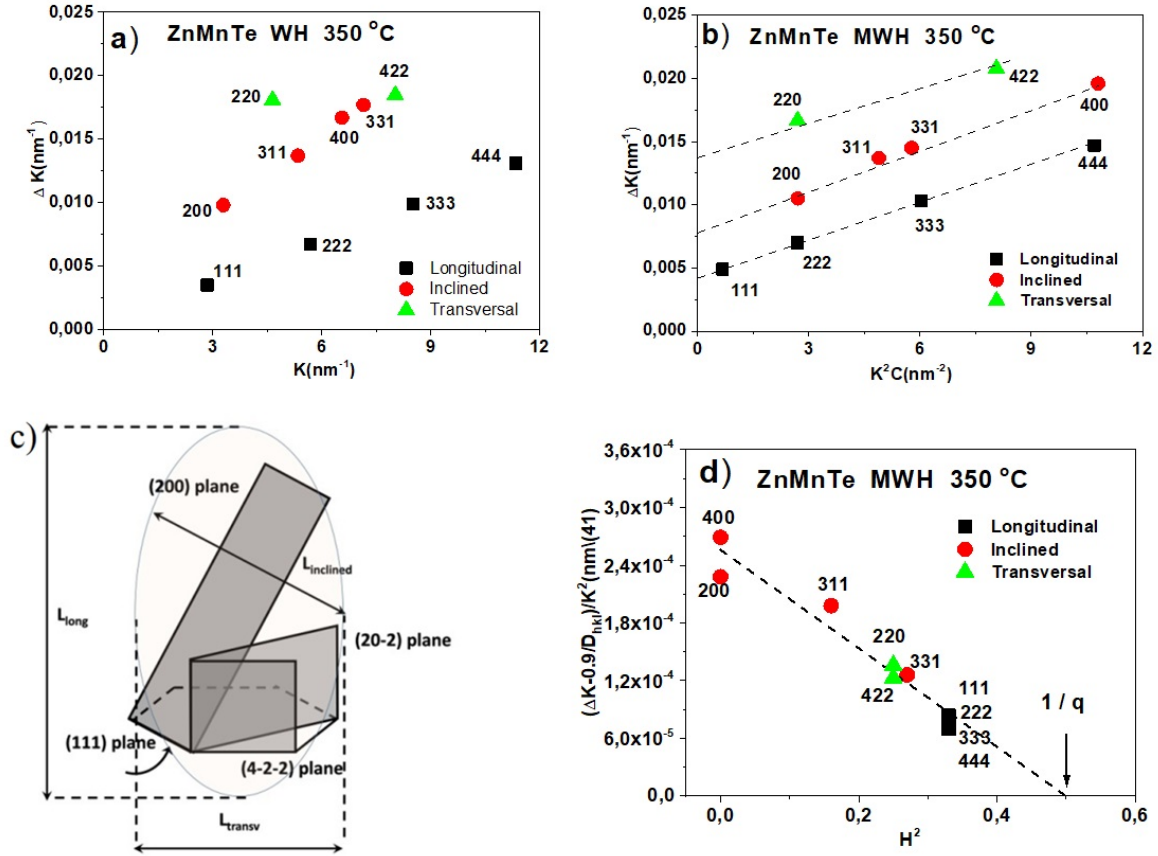 a) ZnMnTe WH 350 °C
0,025
0,020
0,015
0,010
0,005
0,000
Δ K(nm⁻¹)
220
422
400
331
311
200
444
333
222
111
Longitudinal
Inclined
Transversal
0
3
6
9
12
K(nm⁻¹)
b) ZnMnTe MWH 350 °C
0,025
0,020
0,015
0,010
0,005
0,000
ΔK(nm⁻¹)
220
422
400
311
331
200
444
333
222
111
Longitudinal
Inclined
Transversal
0
3
6
9
12
K²C(nm⁻²)
c)
(200) plane
L_inclined
L_long
(20-2) plane
(111) plane
(4-2-2) plane
L_transv
d) ZnMnTe MWH 350 °C
3,6x10⁻⁴
3,0x10⁻⁴
2,4x10⁻⁴
1,8x10⁻⁴
1,2x10⁻⁴
6,0x10⁻⁵
0,0
(ΔK-0.9/D_hkl)/K²(nm\(41)
400
200
311
220
422
331
111
222
333
444
1 / q
Longitudinal
Inclined
Transversal
0,0
0,2
0,4
0,6
H²